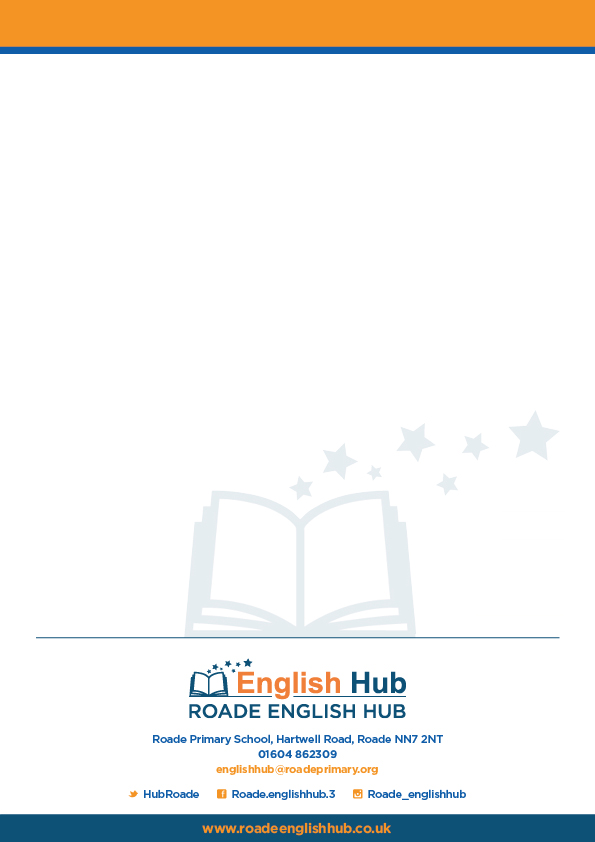 English Hub
ROADE ENGLISH HUB
Roade Primary School, Hartwell Road, Roade NN7 2NT
01604 862309
englishhub@roadeprimary.org
HubRoade Roade.englishhub.3 Roade_englishhub
www.roadeenglishhub.co.uk